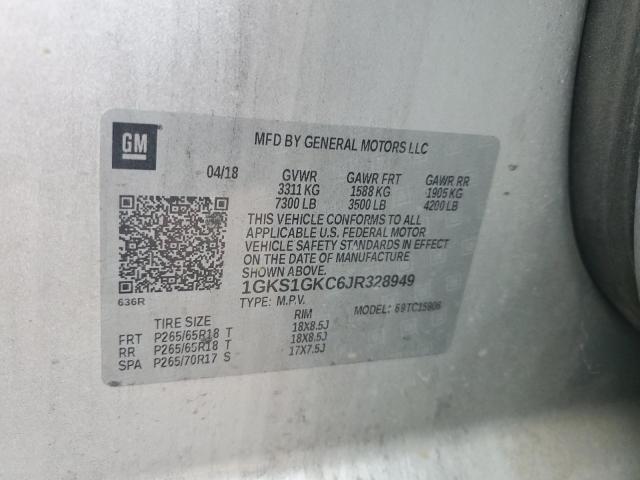 GM
MFD BY GENERAL MOTORS LLC
04/18 GVWR GAWR FRT GAWR RR
3311 KG 1588 KG 1905 KG
7300 LB 3500 LB 4200 LB
THIS VEHICLE CONFORMS TO ALL
APPLICABLE U.S. FEDERAL MOTOR
VEHICLE SAFETY STANDARDS IN EFFECT
ON THE DATE OF MANUFACTURE
SHOWN ABOVE.
1GKS1GKC6JR328949
636R
TYPE: M.P.V. MODEL: 69TC15906
TIRE SIZE RIM
FRT P265/65R18 T 18X8.5J
RR P265/65R18 T 18X8.5J
SPA P265/70R17 S 17X7.5J